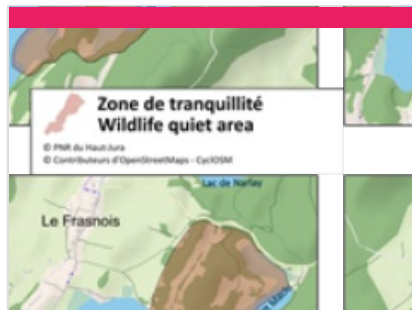 Zone de tranquillité
Wildlife quiet area
© PNR du Haut-Jura
© Contributeurs d'OpenStreetMaps - CyclOSM
Lac de Narlay
Le Frasnois